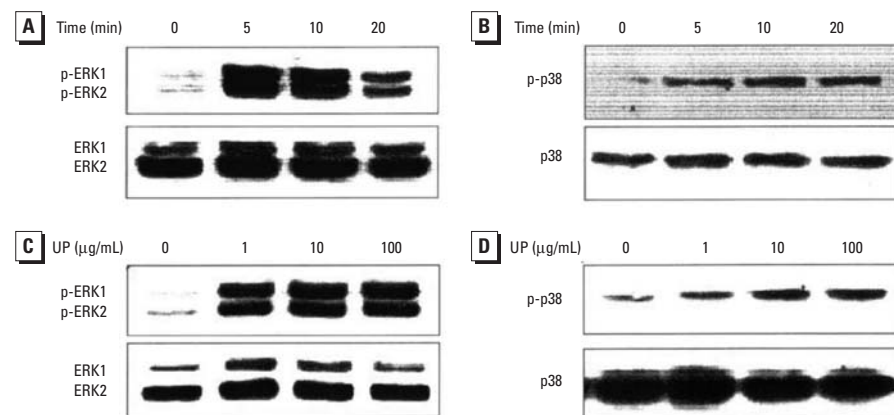 A Time (min) 0 5 10 20
p-ERK1
p-ERK2
ERK1
ERK2
B Time (min) 0 5 10 20
p-p38
p38
C UP (μg/mL) 0 1 10 100
p-ERK1
p-ERK2
ERK1
ERK2
D UP (μg/mL) 0 1 10 100
p-p38
p38